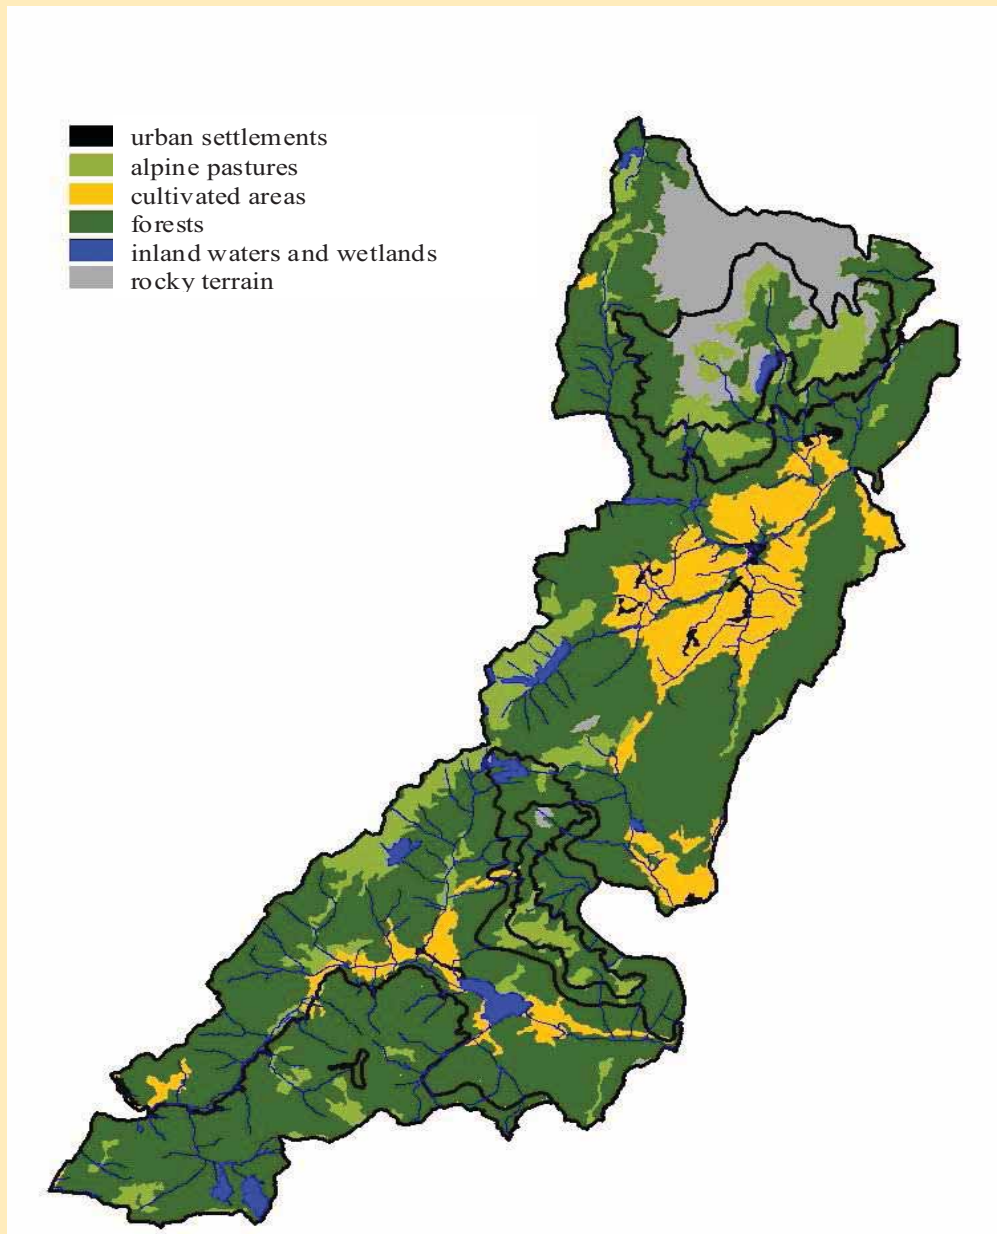 urban settlements
alpine pastures
cultivated areas
forests
inland waters and wetlands
rocky terrain